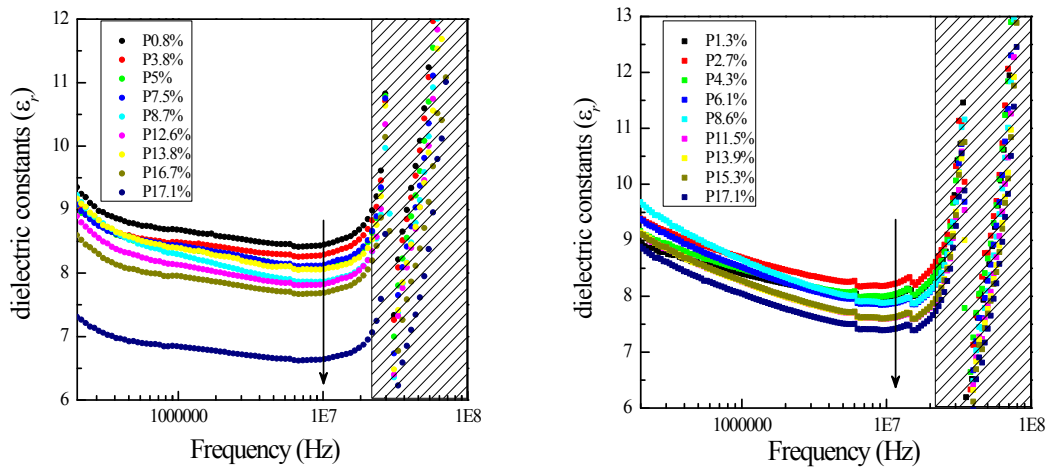 12
11
10
9
8
7
6
dielectric constants (εr)
P0.8%
P3.8%
P5%
P7.5%
P8.7%
P12.6%
P13.8%
P16.7%
P17.1%
1000000
1E7
1E8
Frequency (Hz)
13
12
11
10
9
8
7
6
dielectric constants (εr)
P1.3%
P2.7%
P4.3%
P6.1%
P8.6%
P11.5%
P13.9%
P15.3%
P17.1%
1000000
1E7
1E8
Frequency (Hz)